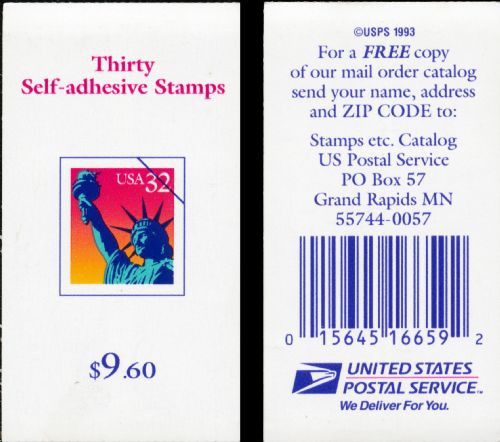 Thirty
Self-adhesive Stamps
USA 32
$9.60
©USPS 1993
For a FREE copy
of our mail order catalog
send your name, address
and ZIP CODE to:
Stamps etc. Catalog
US Postal Service
PO Box 57
Grand Rapids MN
55744-0057
0 15645 16659 2
UNITED STATES
POSTAL SERVICE™
We Deliver For You.